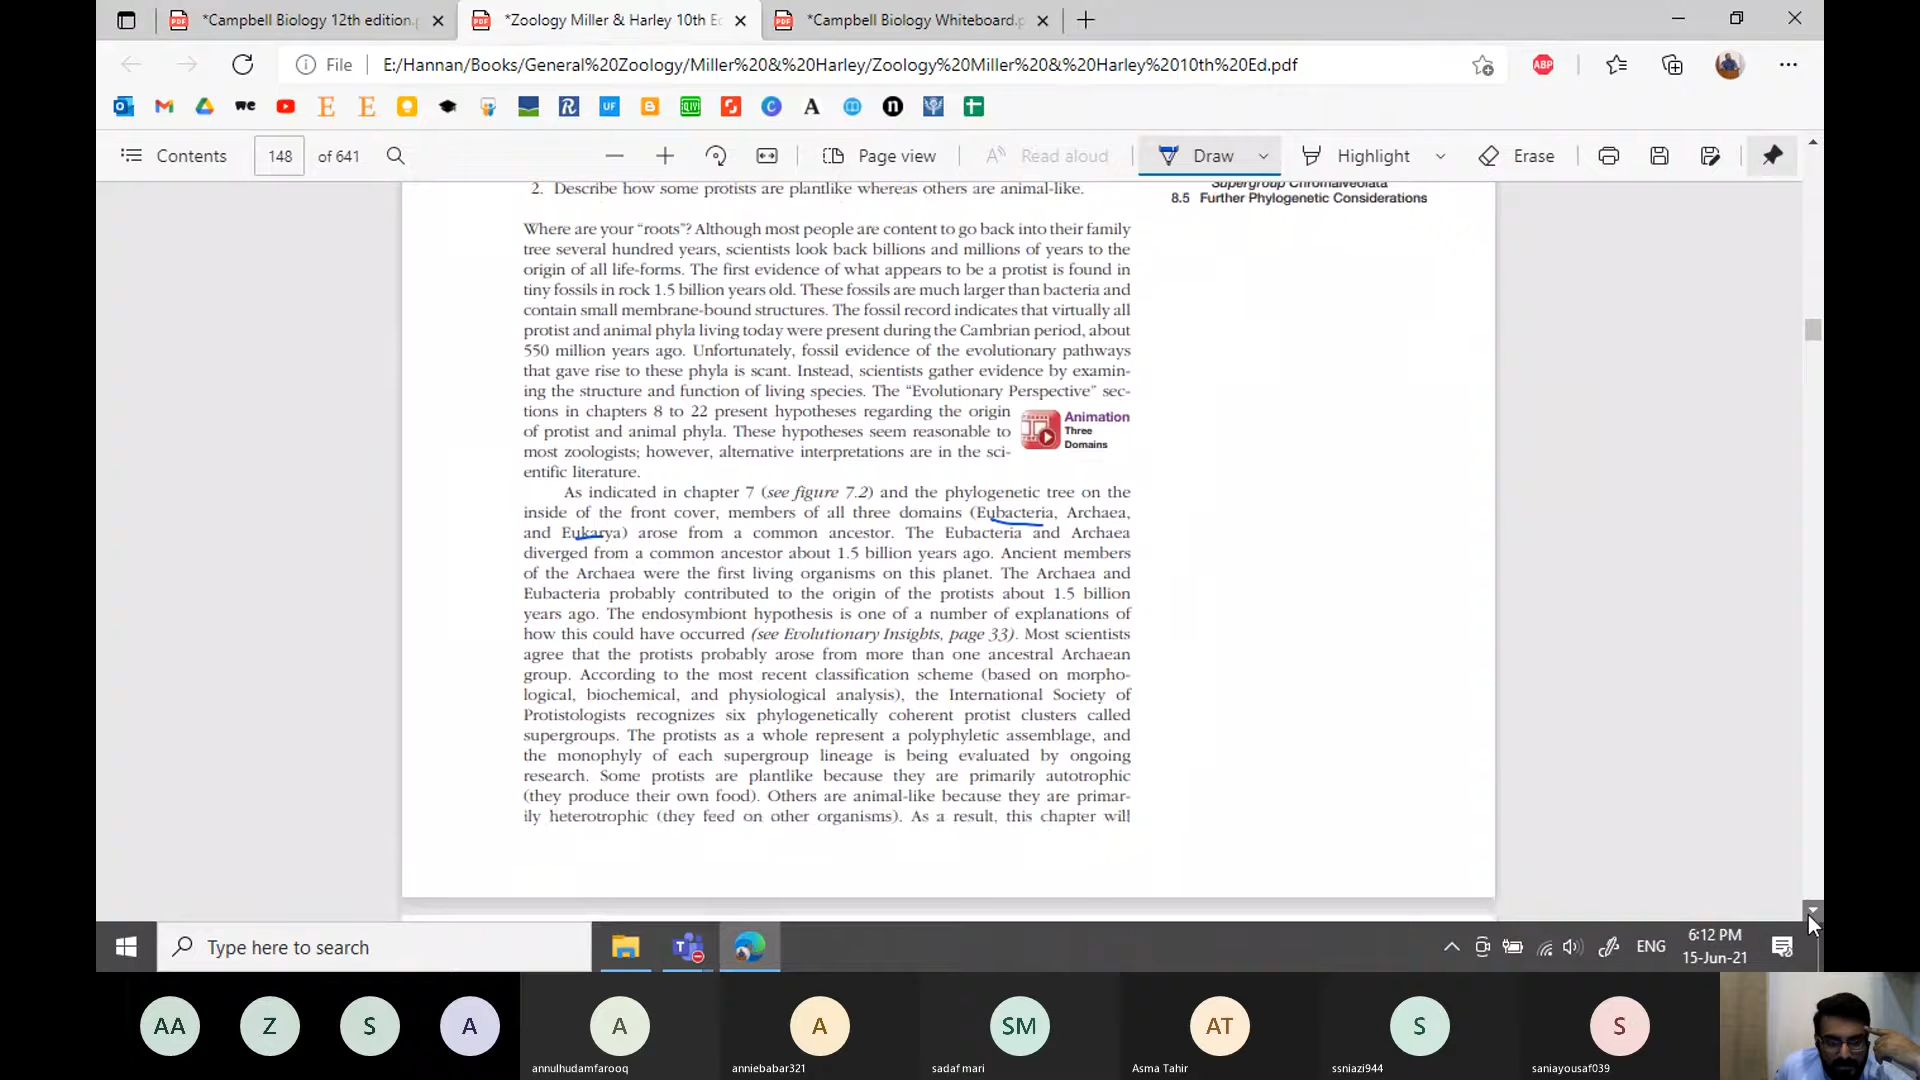 *Campbell Biology 12th edition.p
*Zoology Miller & Harley 10th Ed
*Campbell Biology Whiteboard.p
File E:/Hannan/Books/General%20Zoology/Miller%20&%20Harley/Zoology%20Miller%20&%20Harley%2010th%20Ed.pdf
ABP
we
E
E
R
UF
A
n
Contents 148 of 641 Page view Read aloud Draw Highlight Erase
2. Describe how some protists are plantlike whereas others are animal-like.
Supergroup Chromalveolata
8.5 Further Phylogenetic Considerations
Where are your “roots”? Although most people are content to go back into their family
tree several hundred years, scientists look back billions and millions of years to the
origin of all life-forms. The first evidence of what appears to be a protist is found in
tiny fossils in rock 1.5 billion years old. These fossils are much larger than bacteria and
contain small membrane-bound structures. The fossil record indicates that virtually all
protist and animal phyla living today were present during the Cambrian period, about
550 million years ago. Unfortunately, fossil evidence of the evolutionary pathways
that gave rise to these phyla is scant. Instead, scientists gather evidence by examin-
ing the structure and function of living species. The “Evolutionary Perspective” sec-
tions in chapters 8 to 22 present hypotheses regarding the origin
of protist and animal phyla. These hypotheses seem reasonable to
most zoologists; however, alternative interpretations are in the sci-
entific literature.
Animation
Three
Domains
As indicated in chapter 7 (see figure 7.2) and the phylogenetic tree on the
inside of the front cover, members of all three domains (Eubacteria, Archaea,
and Eukarya) arose from a common ancestor. The Eubacteria and Archaea
diverged from a common ancestor about 1.5 billion years ago. Ancient members
of the Archaea were the first living organisms on this planet. The Archaea and
Eubacteria probably contributed to the origin of the protists about 1.5 billion
years ago. The endosymbiont hypothesis is one of a number of explanations of
how this could have occurred (see Evolutionary Insights, page 33). Most scientists
agree that the protists probably arose from more than one ancestral Archaean
group. According to the most recent classification scheme (based on morpho-
logical, biochemical, and physiological analysis), the International Society of
Protistologists recognizes six phylogenetically coherent protist clusters called
supergroups. The protists as a whole represent a polyphyletic assemblage, and
the monophyly of each supergroup lineage is being evaluated by ongoing
research. Some protists are plantlike because they are primarily autotrophic
(they produce their own food). Others are animal-like because they are primar-
ily heterotrophic (they feed on other organisms). As a result, this chapter will
Type here to search
ENG
6:12 PM
15-Jun-21
AA
Z
S
A
A
annulhudamfarooq
A
anniebabar321
SM
sadaf mari
AT
Asma Tahir
S
ssniazi944
S
saniayousaf039